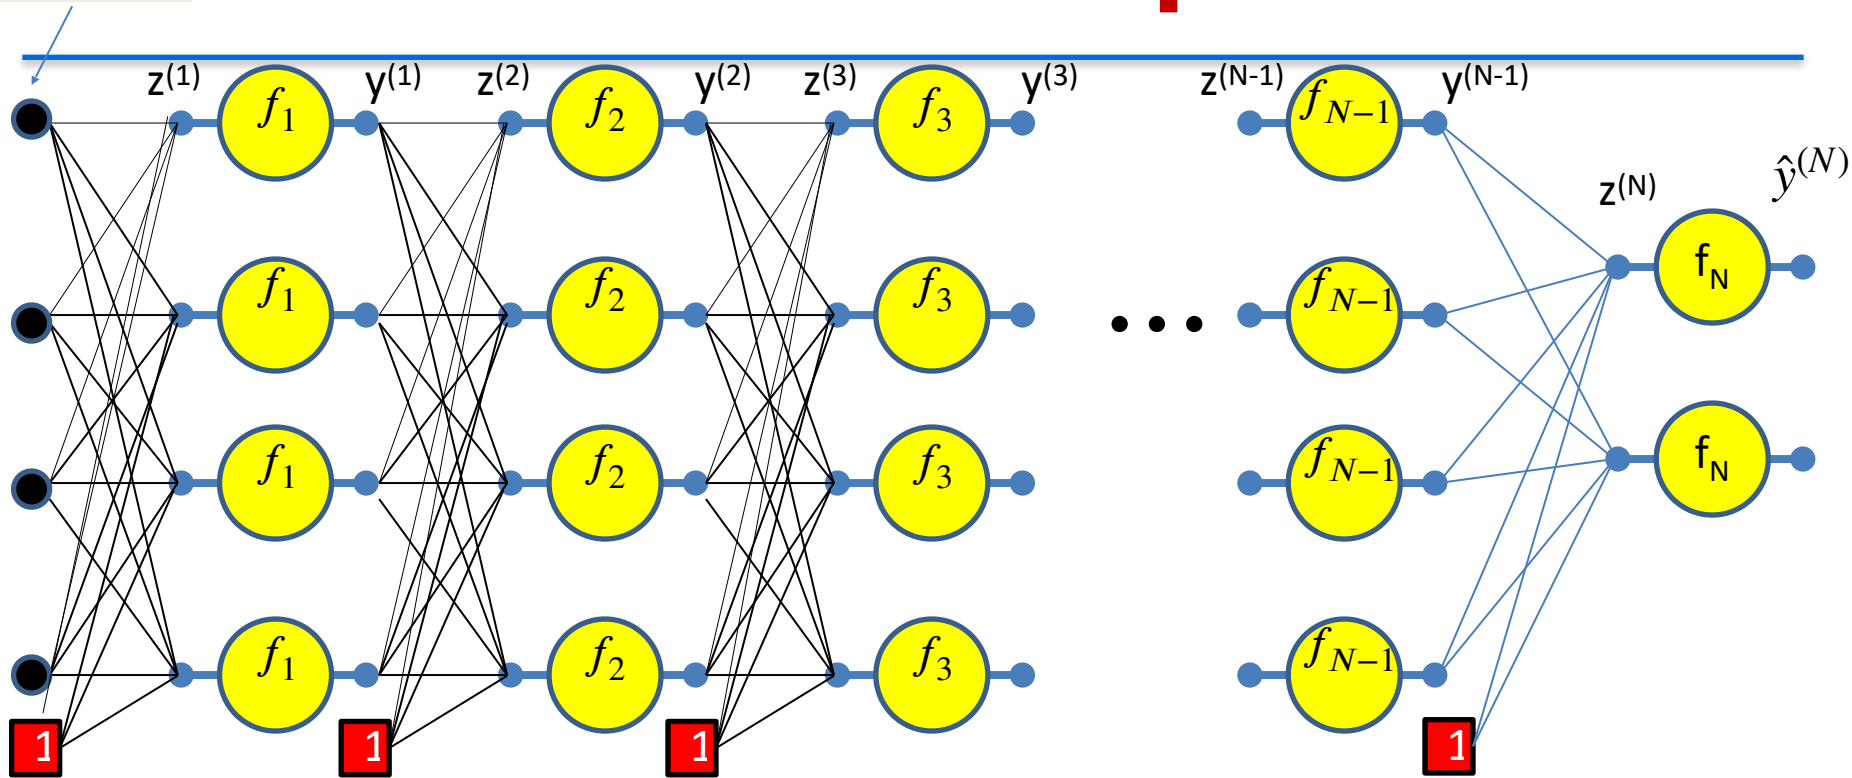 z(1) y(1) z(2) y(2) z(3) y(3) z(N-1) y(N-1)
f1 f2 f3 fN−1
ŷ(N)
z(N)
fN
f1 f2 f3 fN−1
f1 f2 f3 fN−1
fN
f1 f2 f3 fN−1
1 1 1 1